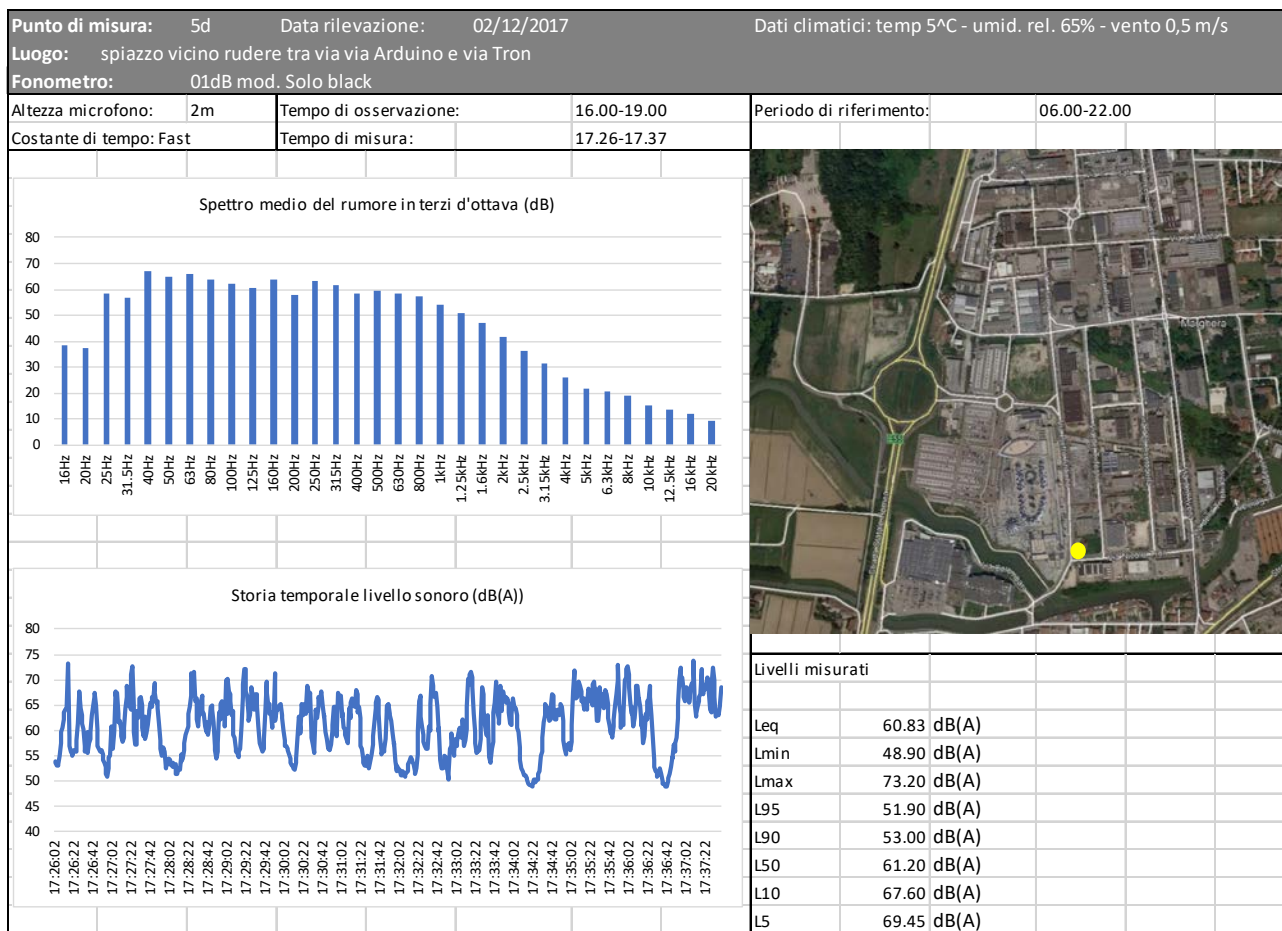 Punto di misura: 5d Data rilevazione: 02/12/2017 Dati climatici: temp 5^C - umid. rel. 65% - vento 0,5 m/s
Luogo: spiazzo vicino rudere tra via via Arduino e via Tron
Fonometro: 01dB mod. Solo black
Altezza microfono: 2m Tempo di osservazione: 16.00-19.00 Periodo di riferimento: 06.00-22.00
Costante di tempo: Fast Tempo di misura: 17.26-17.37
Spettro medio del rumore in terzi d'ottava (dB)
80
70
60
50
40
30
20
10
0
16Hz 20Hz 25Hz 31.5Hz 40Hz 50Hz 63Hz 80Hz 100Hz 125Hz 160Hz 200Hz 250Hz 315Hz 400Hz 500Hz 630Hz 800Hz 1kHz 1.25kHz 1.6kHz 2kHz 2.5kHz 3.15kHz 4kHz 5kHz 6.3kHz 8kHz 10kHz 12.5kHz 16kHz 20kHz
Marghera
Storia temporale livello sonoro (dB(A))
80
75
70
65
60
55
50
45
40
17:26:02 17:26:22 17:26:42 17:27:02 17:27:22 17:27:42 17:28:02 17:28:22 17:28:42 17:29:02 17:29:22 17:29:42 17:30:02 17:30:22 17:30:42 17:31:02 17:31:22 17:31:42 17:32:02 17:32:22 17:32:42 17:33:02 17:33:22 17:33:42 17:34:02 17:34:22 17:34:42 17:35:02 17:35:22 17:35:42 17:36:02 17:36:22 17:36:42 17:37:02 17:37:22
Livelli misurati
Leq 60.83 dB(A)
Lmin 48.90 dB(A)
Lmax 73.20 dB(A)
L95 51.90 dB(A)
L90 53.00 dB(A)
L50 61.20 dB(A)
L10 67.60 dB(A)
L5 69.45 dB(A)